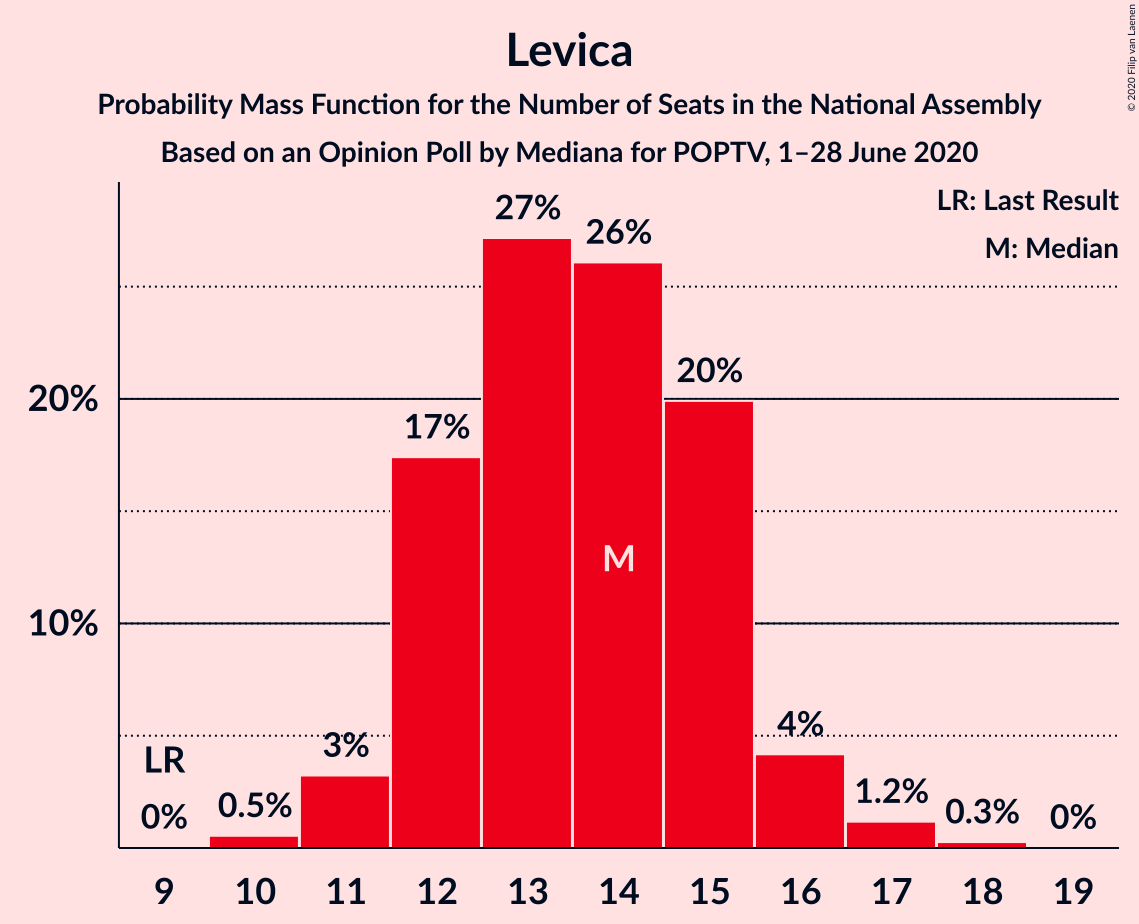 Levica
Probability Mass Function for the Number of Seats in the National Assembly
Based on an Opinion Poll by Mediana for POPTV, 1–28 June 2020
© 2020 Filip van Laenen
LR: Last Result
M: Median
27%
26%
20%
20%
17%
M
10%
4%
3%
LR
1.2%
0.5%
0.3%
0%
0%
9 10 11 12 13 14 15 16 17 18 19